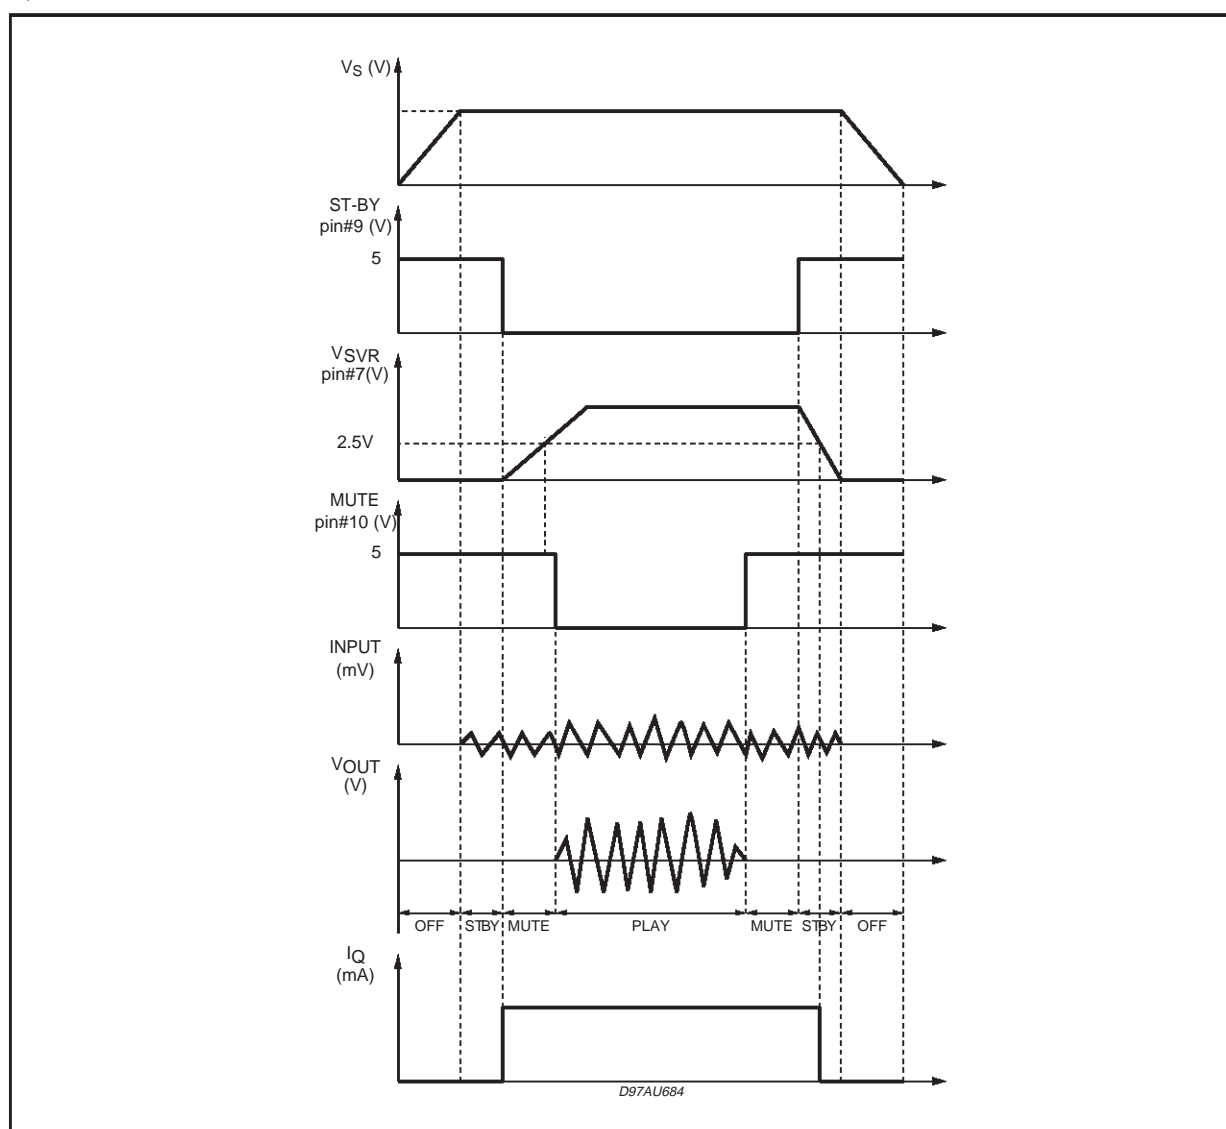 VS (V)
ST-BY
pin#9 (V)
5
VSVR
pin#7(V)
2.5V
MUTE
pin#10 (V)
5
INPUT
(mV)
VOUT
(V)
OFF STBY MUTE PLAY MUTE STBY OFF
IQ
(mA)
D97AU684